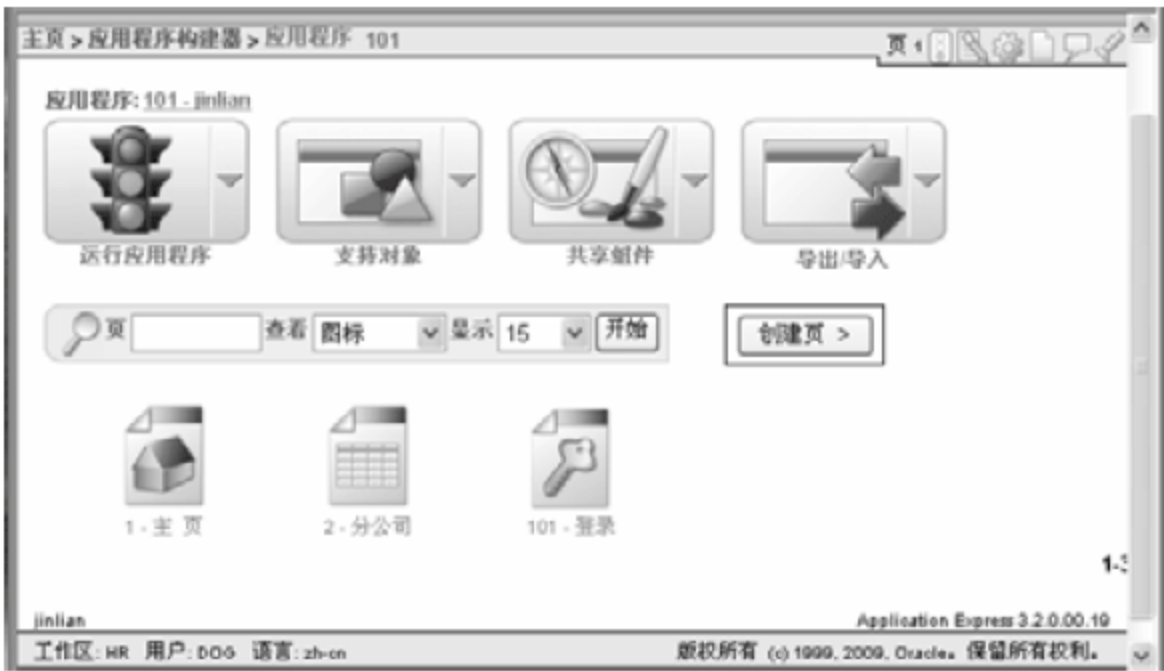 主页 > 应用程序构建器 > 应用程序 101
页 1
应用程序: 101 - jinlian
运行应用程序 支持对象 共享组件 导出/导入
页 查看 图标 显示 15 开始 创建页 >
1 - 主 页 2 - 分公司 101 - 登录
1-3
jinlian Application Express 3.2.0.00.19
工作区: HR 用户: DOG 语言: zh-cn 版权所有 (c) 1999, 2009, Oracle。保留所有权利。